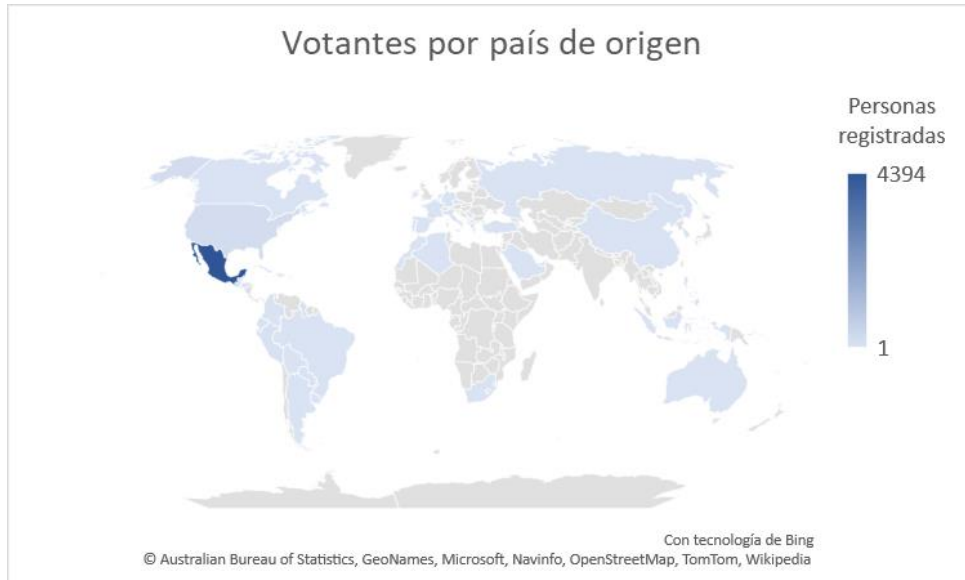 Votantes por país de origen
Personas
registradas
4394
1
Con tecnología de Bing
© Australian Bureau of Statistics, GeoNames, Microsoft, Navinfo, OpenStreetMap, TomTom, Wikipedia